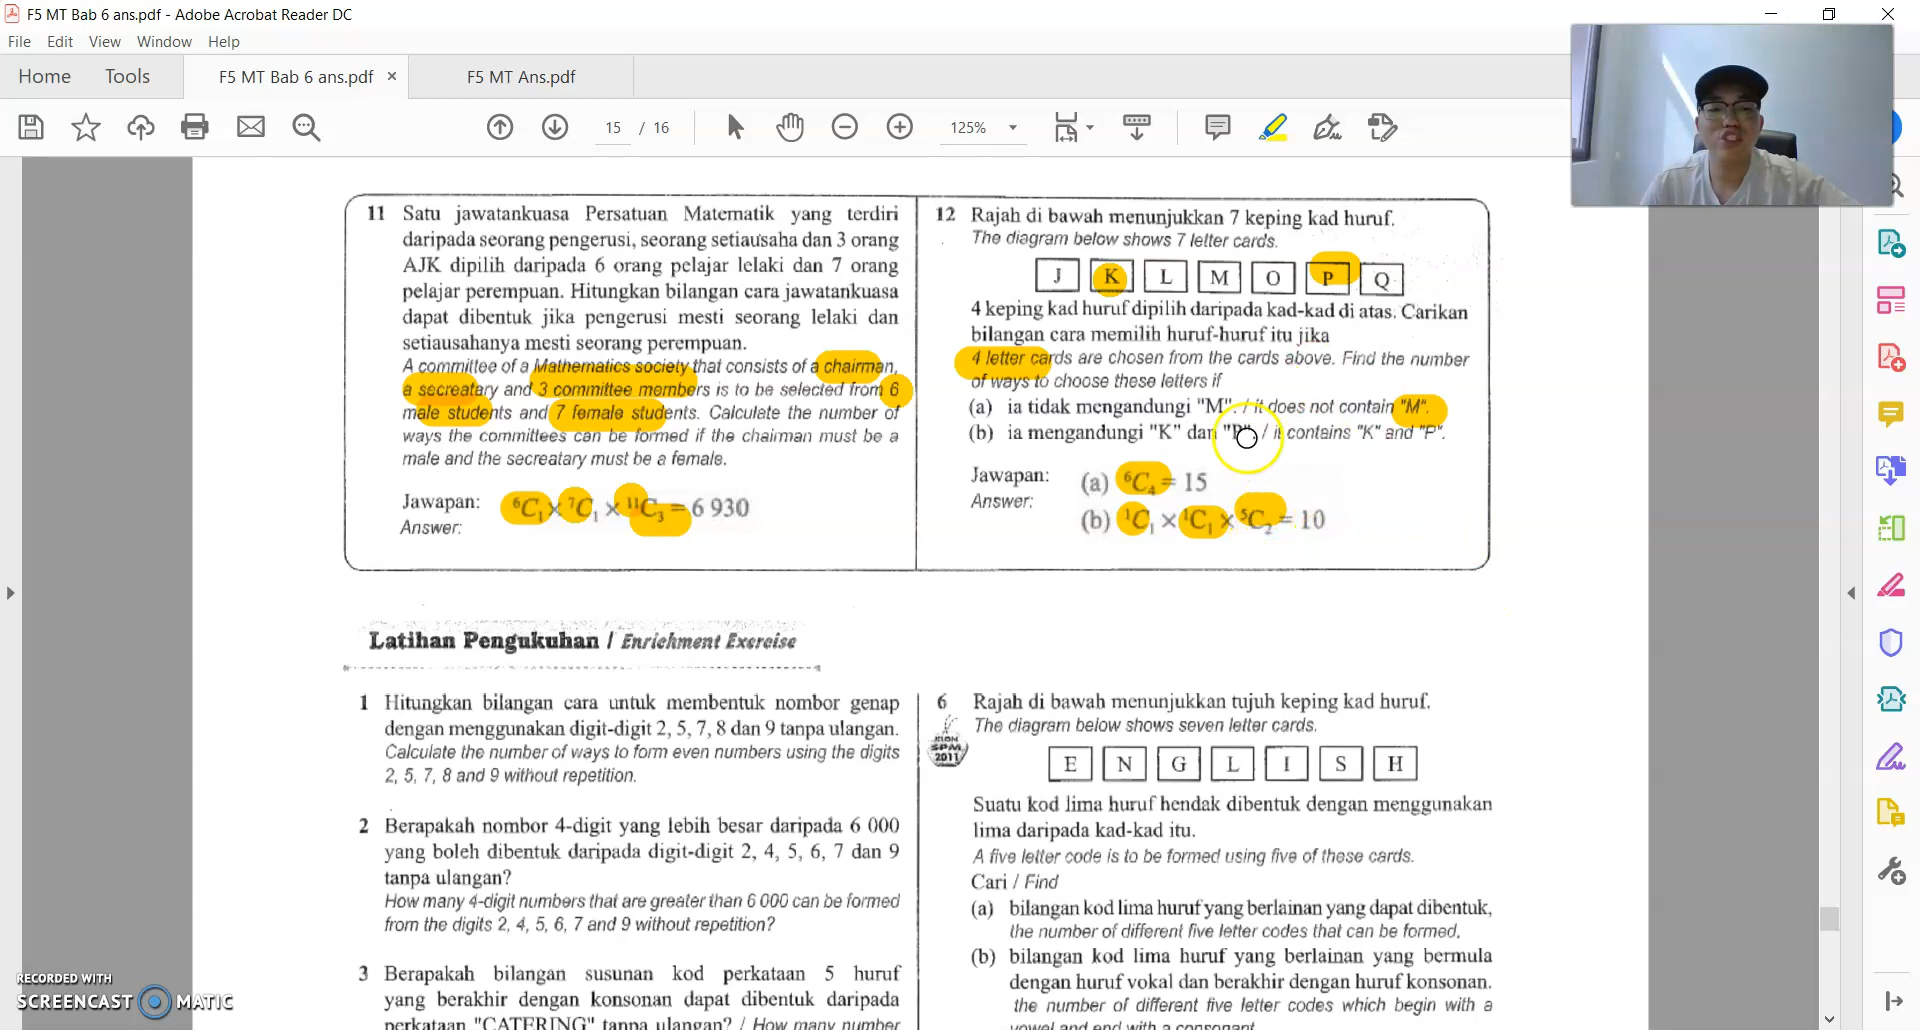 F5 MT Bab 6 ans.pdf - Adobe Acrobat Reader DC
File Edit View Window Help
Home Tools F5 MT Bab 6 ans.pdf × F5 MT Ans.pdf
15 / 16 125%
11 Satu jawatankuasa Persatuan Matematik yang terdiri
daripada seorang pengerusi, seorang setiausaha dan 3 orang
AJK dipilih daripada 6 orang pelajar lelaki dan 7 orang
pelajar perempuan. Hitungkan bilangan cara jawatankuasa
dapat dibentuk jika pengerusi mesti seorang lelaki dan
setiausahanya mesti seorang perempuan.
A committee of a Mathematics society that consists of a chairman,
a secreatary and 3 committee members is to be selected from 6
male students and 7 female students. Calculate the number of
ways the committees can be formed if the chairman must be a
male and the secreatary must be a female.
Jawapan: ⁶C₁ × ⁷C₁ × ¹¹C₃ = 6 930
Answer:
12 Rajah di bawah menunjukkan 7 keping kad huruf.
The diagram below shows 7 letter cards.
J K L M O P Q
4 keping kad huruf dipilih daripada kad-kad di atas. Carikan
bilangan cara memilih huruf-huruf itu jika
4 letter cards are chosen from the cards above. Find the number
of ways to choose these letters if
(a) ia tidak mengandungi "M". / it does not contain "M".
(b) ia mengandungi "K" dan "P". / it contains "K" and "P".
Jawapan: (a) ⁶C₄ = 15
Answer:
(b) ¹C₁ × ¹C₁ × ⁵C₂ = 10
Latihan Pengukuhan / Enrichment Exercise
1 Hitungkan bilangan cara untuk membentuk nombor genap
dengan menggunakan digit-digit 2, 5, 7, 8 dan 9 tanpa ulangan.
Calculate the number of ways to form even numbers using the digits
2, 5, 7, 8 and 9 without repetition.
2 Berapakah nombor 4-digit yang lebih besar daripada 6 000
yang boleh dibentuk daripada digit-digit 2, 4, 5, 6, 7 dan 9
tanpa ulangan?
How many 4-digit numbers that are greater than 6 000 can be formed
from the digits 2, 4, 5, 6, 7 and 9 without repetition?
3 Berapakah bilangan susunan kod perkataan 5 huruf
yang berakhir dengan konsonan dapat dibentuk daripada
perkataan "CATERING" tanpa ulangan? / How many number
6 Rajah di bawah menunjukkan tujuh keping kad huruf.
The diagram below shows seven letter cards.
KLON
SPM
2011
E N G L I S H
Suatu kod lima huruf hendak dibentuk dengan menggunakan
lima daripada kad-kad itu.
A five letter code is to be formed using five of these cards.
Cari / Find
(a) bilangan kod lima huruf yang berlainan yang dapat dibentuk,
the number of different five letter codes that can be formed,
(b) bilangan kod lima huruf yang berlainan yang bermula
dengan huruf vokal dan berakhir dengan huruf konsonan.
the number of different five letter codes which begin with a
vowel and end with a consonant.
RECORDED WITH
SCREENCAST MATIC